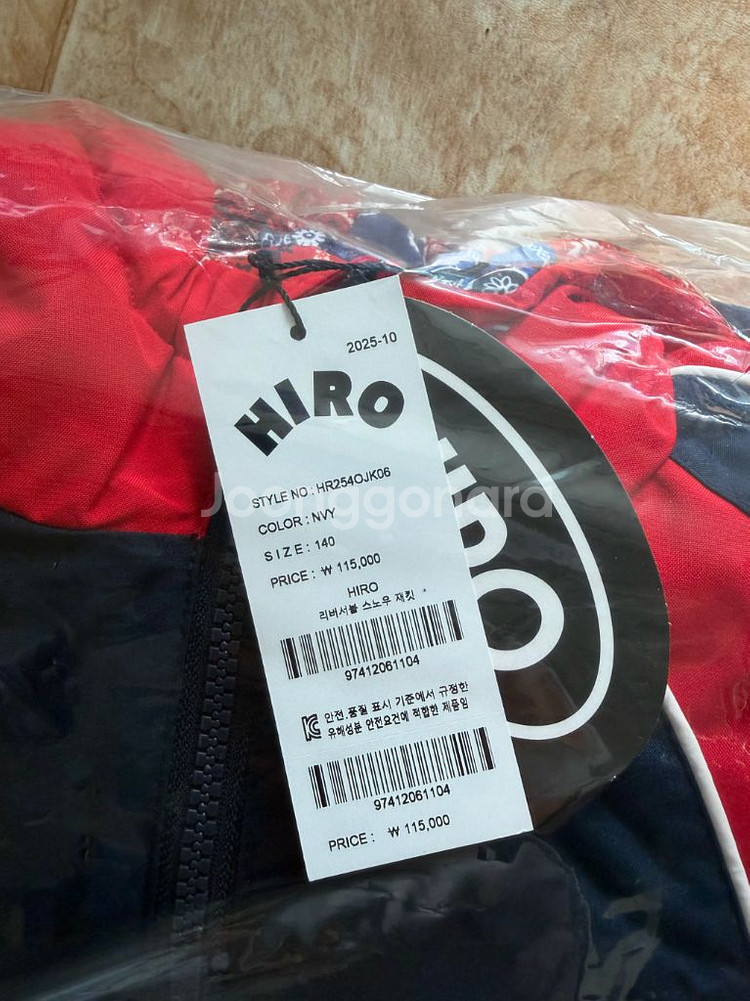 2025-10
HIRO
STYLE NO : HR254OJK06
COLOR : NVY
SIZE : 140
PRICE : ₩ 115,000
HIRO
리버서블 스노우 재킷
97412061104
안전.품질 표시 기준에서 규정한
유해성분 안전요건에 적합한 제품임
97412061104
PRICE : ₩ 115,000
Joonggonara